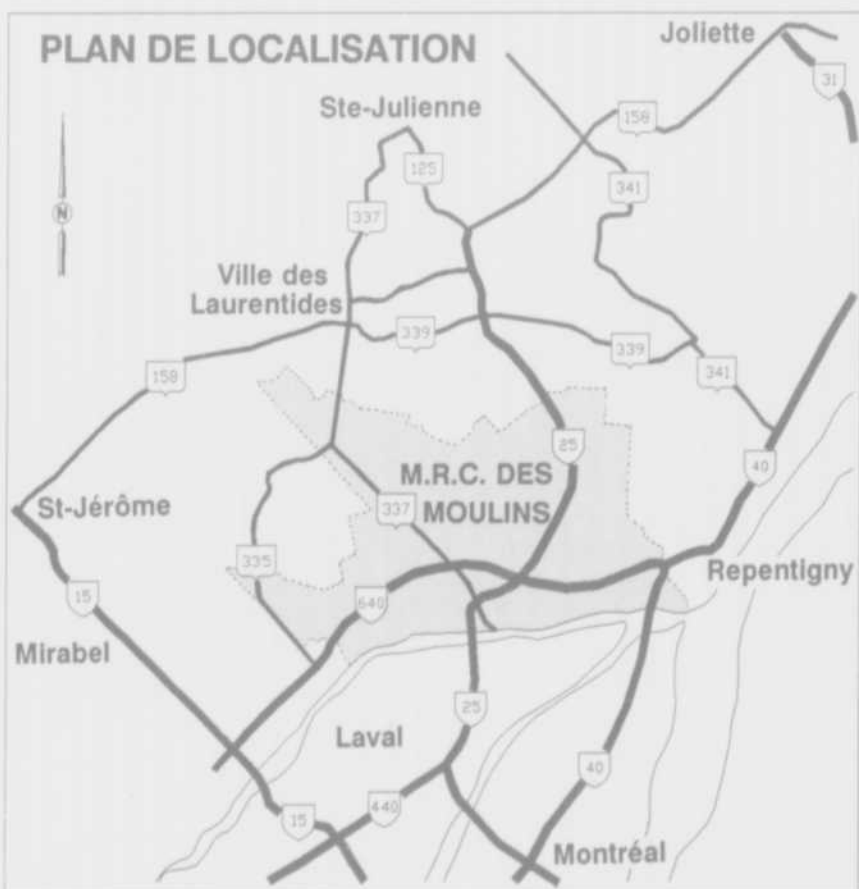 PLAN DE LOCALISATION
Joliette
31
Ste-Julienne
158
125
341
337
N
Ville des
Laurentides
339
339
158
341
25
40
M.R.C. DES
MOULINS
St-Jérôme
337
335
Repentigny
15
640
Mirabel
25
Laval
40
440
15
Montréal